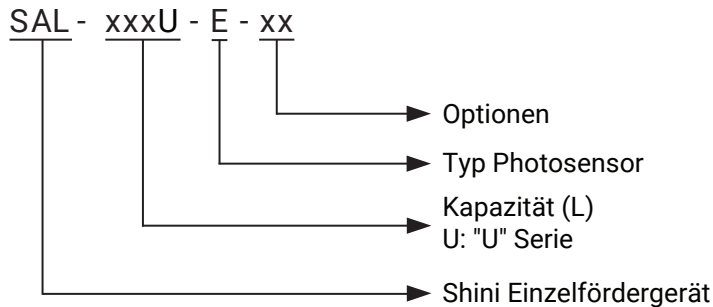 SAL - xxxU - E - xx
Optionen
Typ Photosensor
Kapazität (L)
U: "U" Serie
Shini Einzelfördergerät